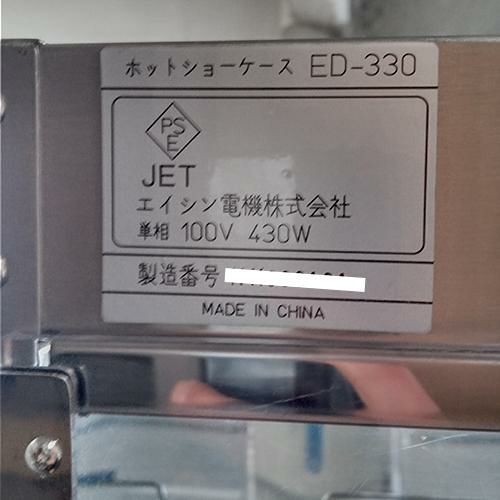 ホットショーケース ED-330
PS
E
JET
エイシン電機株式会社
単相 100V 430W
製造番号
MADE IN CHINA